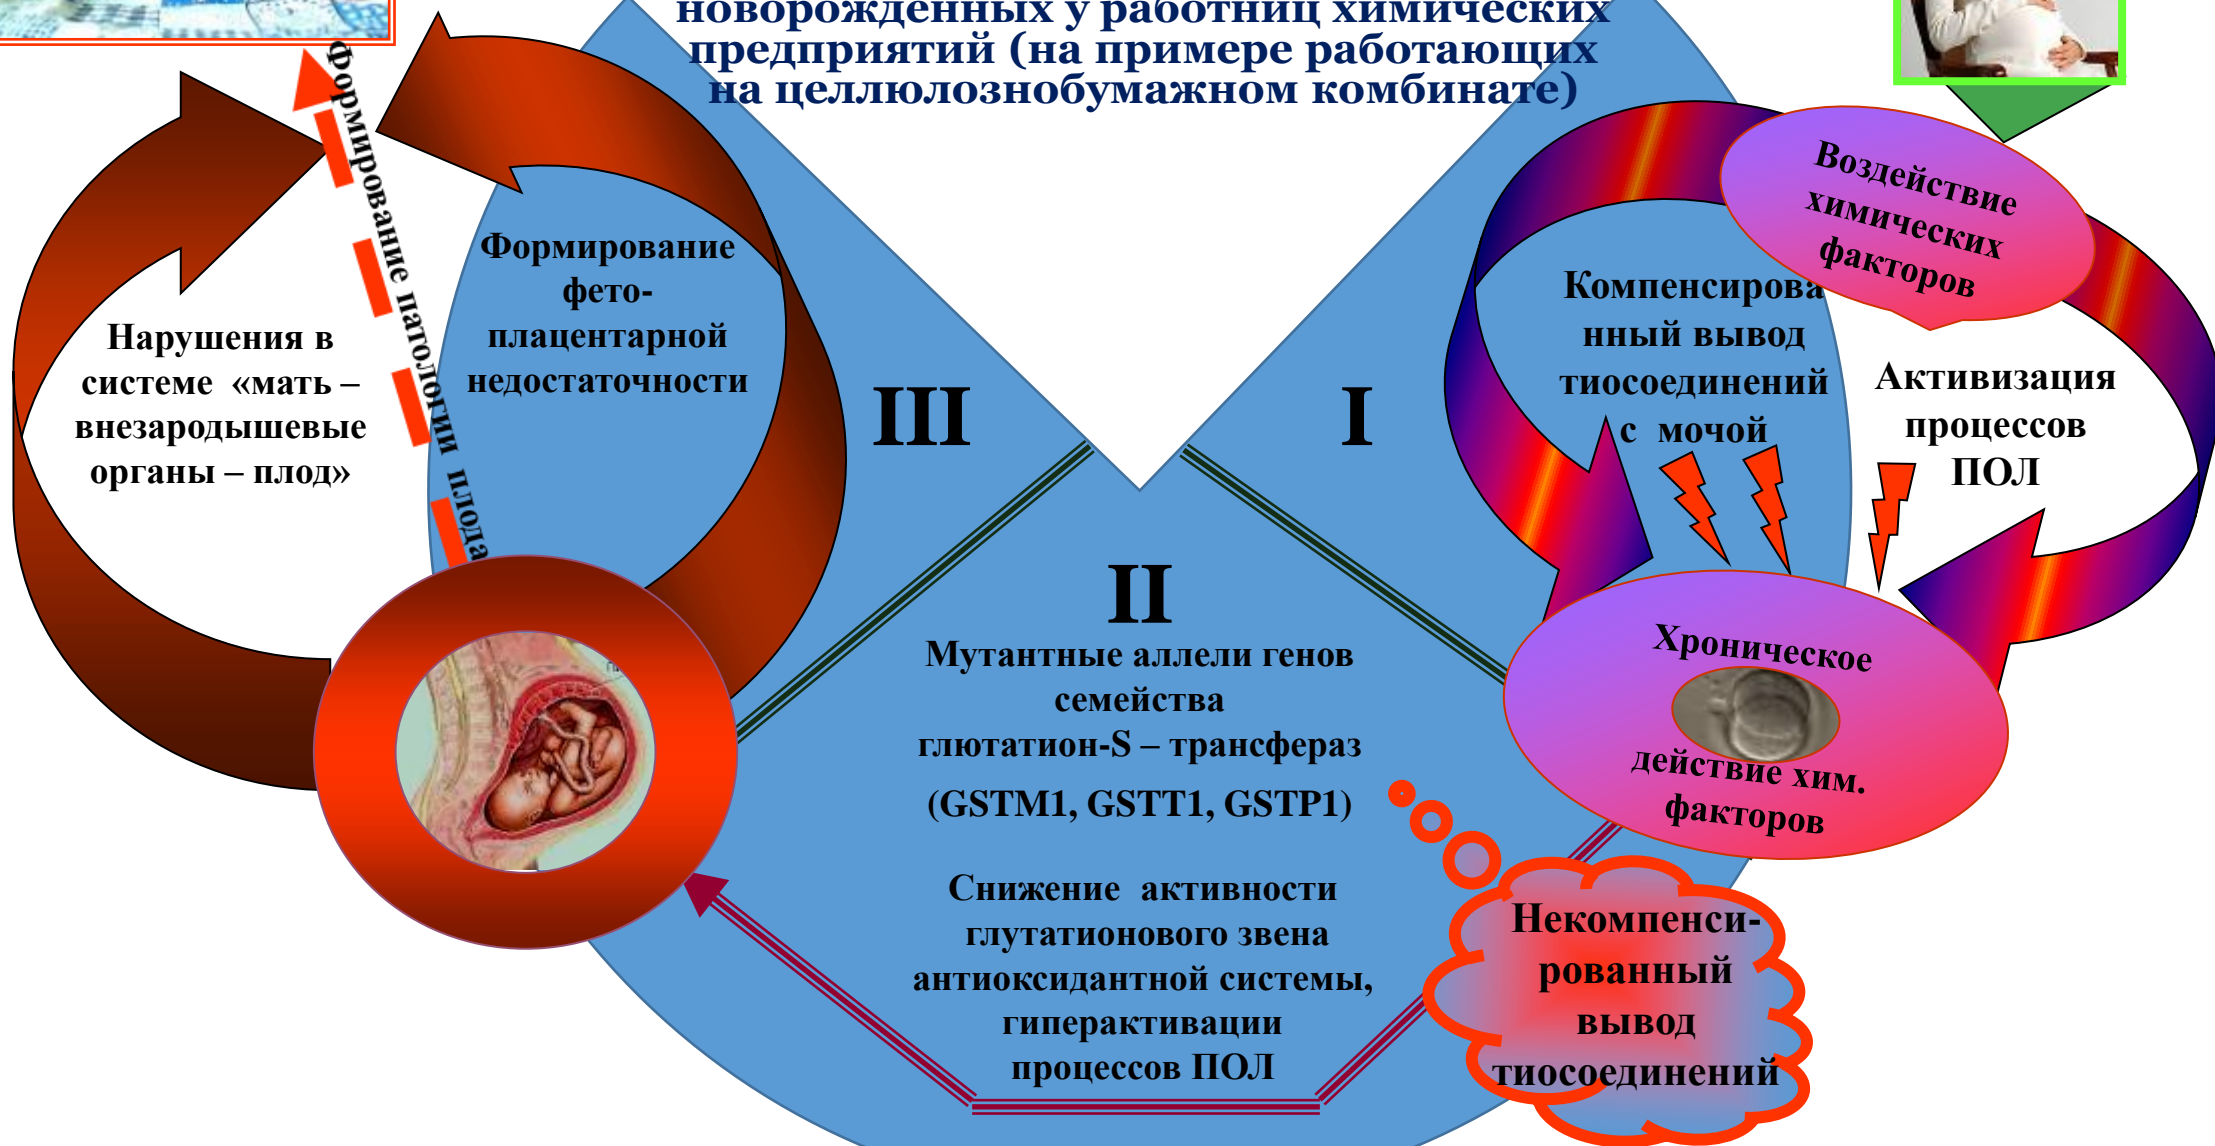 новорожденных у работниц химических
предприятий (на примере работающих
на целлюлознобумажном комбинате)
Формирование патологии плода
Нарушения в
системе «мать –
внезародышевые
органы – плод»
Формирование
фето-
плацентарной
недостаточности
III
I
Воздействие
химических
факторов
Компенсирова
нный вывод
тиосоединений
с мочой
Активизация
процессов
ПОЛ
II
Мутантные аллели генов
семейства
глютатион-S – трансфераз
(GSTM1, GSTT1, GSTP1)
Снижение активности
глутатионового звена
антиоксидантной системы,
гиперактивации
процессов ПОЛ
Хроническое
действие хим.
факторов
Некомпенси-
рованный
вывод
тиосоединений